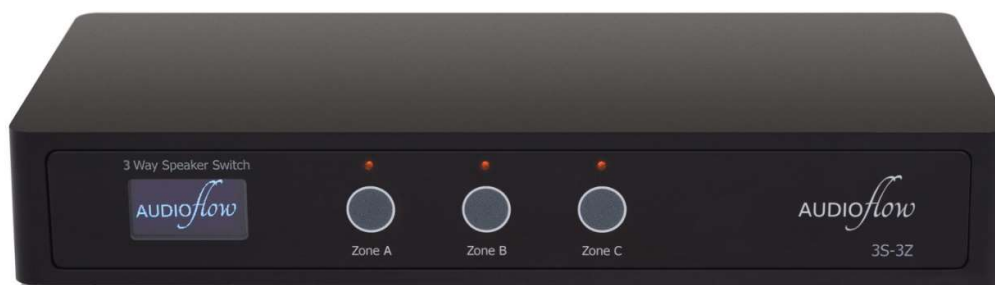 3 Way Speaker Switch
AUDIOflow
Zone A
Zone B
Zone C
AUDIOflow
3S-3Z